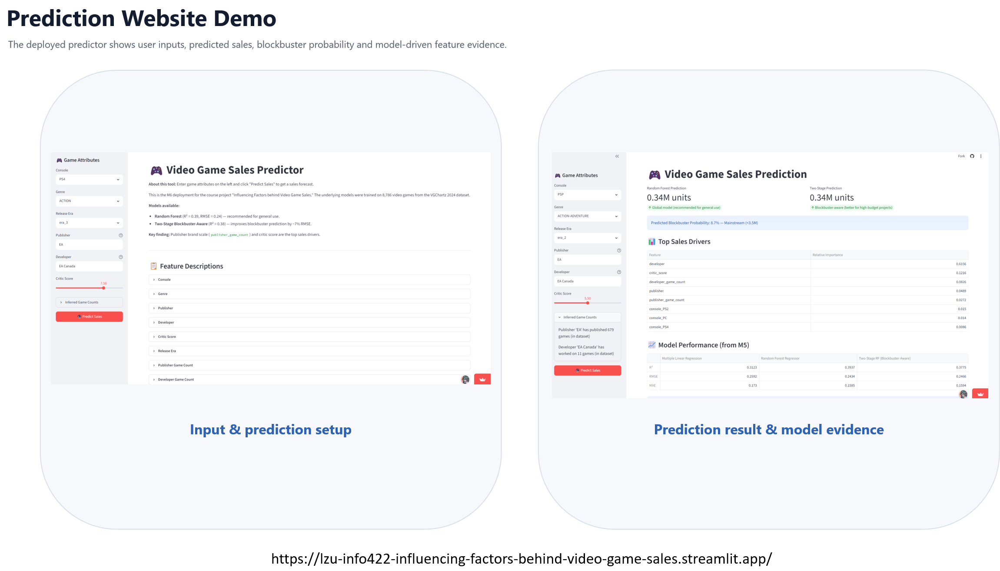 Prediction Website Demo
The deployed predictor shows user inputs, predicted sales, blockbuster probability and model-driven feature evidence.
Game Attributes
Console
PS4
Genre
ACTION
Release Era
era_3
Publisher
EA
Developer
EA Canada
Critic Score
7.50
Inferred Game Counts
Predict Sales
Video Game Sales Predictor
About this tool: Enter game attributes on the left and click "Predict Sales" to get a sales forecast.
This is the M6 deployment for the course project "Influencing Factors behind Video Game Sales." The underlying models were trained on 8,786 video games from the VGChartz 2024 dataset.
Models available:
• Random Forest (R² = 0.39, RMSE = 0.24) — recommended for general use.
• Two-Stage Blockbuster-Aware (R² = 0.38) — improves blockbuster prediction by ~7% RMSE.
Key finding: Publisher brand scale ( publisher_game_count ) and critic score are the top sales drivers.
Feature Descriptions
Console
Genre
Publisher
Developer
Critic Score
Release Era
Publisher Game Count
Developer Game Count
Input & prediction setup
Fork
Game Attributes
Console
PSP
Genre
ACTION-ADVENTURE
Release Era
era_2
Publisher
EA
Developer
EA Canada
Critic Score
5.50
Inferred Game Counts
Publisher 'EA' has published 679
games (in dataset)
Developer 'EA Canada' has
worked on 11 games (in dataset)
Predict Sales
Video Game Sales Prediction
Random Forest Prediction Two-Stage Prediction
0.34M units 0.34M units
↑ Global model (recommended for general use) ↑ Blockbuster-aware (better for high-budget projects)
Predicted Blockbuster Probability: 8.7% — Mainstream (<3.5M)
Top Sales Drivers
Feature Relative Importance
developer 0.6156
critic_score 0.1216
developer_game_count 0.0826
publisher 0.0489
publisher_game_count 0.0272
console_PS2 0.015
console_PC 0.014
console_PS4 0.0086
Model Performance (from M5)
Multiple Linear Regression Random Forest Regressor Two-Stage RF (Blockbuster-Aware)
R² 0.3123 0.3937 0.3775
RMSE 0.2592 0.2434 0.2466
MAE 0.173 0.1585 0.1594
Prediction result & model evidence
https://lzu-info422-influencing-factors-behind-video-game-sales.streamlit.app/